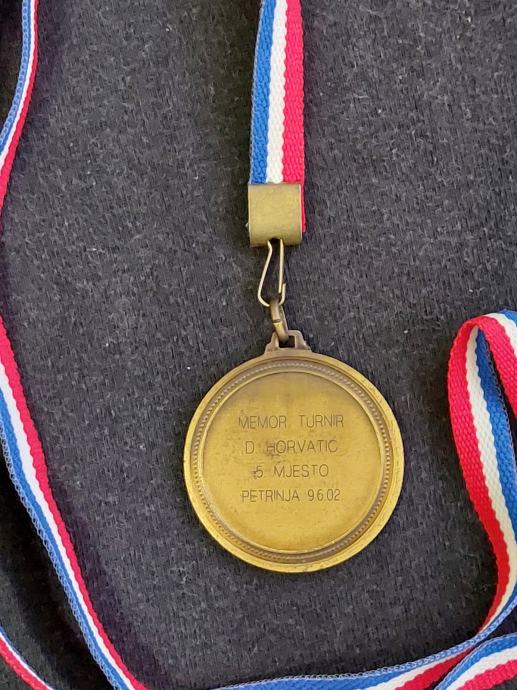 MEMOR TURNIR
D HORVATIC
5 MJESTO
PETRINJA 9.6.02